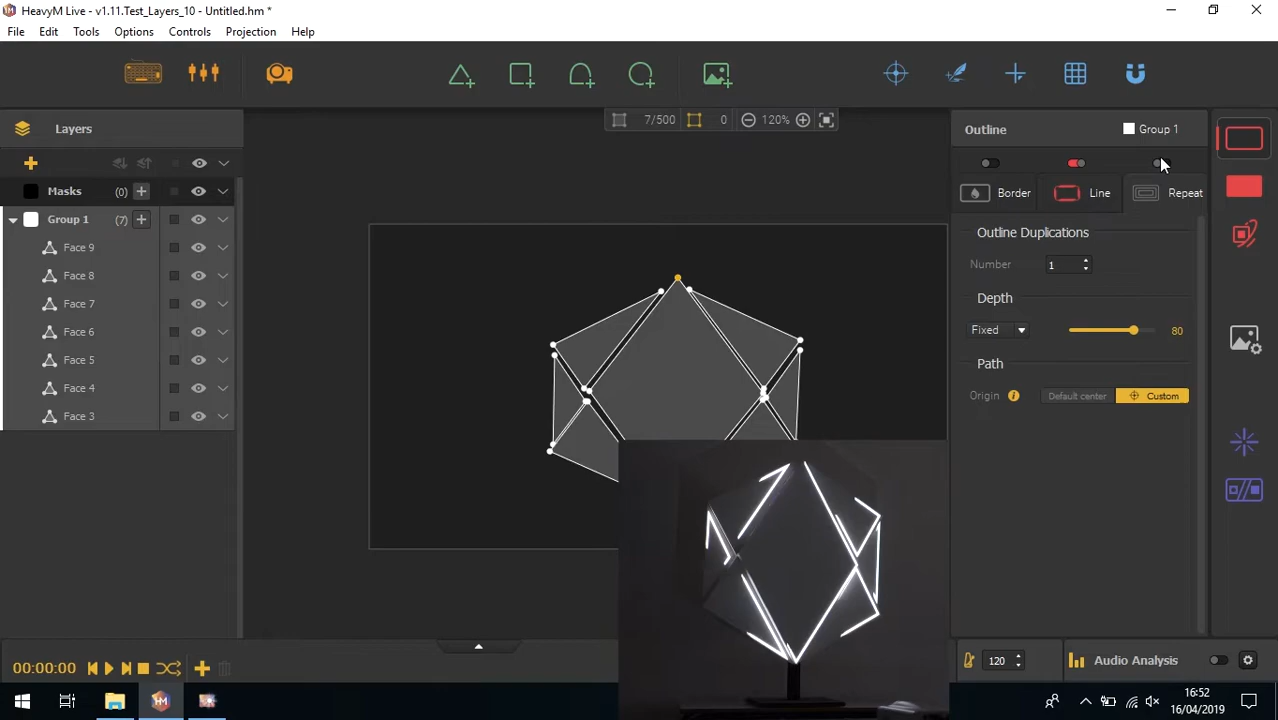 HeavyM Live - v1.11.Test_Layers_10 - Untitled.hm *
File Edit Tools Options Controls Projection Help
7/500 0 120%
Layers
Outline Group 1
Masks (0)
Border Line Repeat
Group 1 (7)
Outline Duplications
Face 9
Number 1
Face 8
Depth
Face 7
Fixed 80
Face 6
Path
Face 5
Origin Default center Custom
Face 4
Face 3
00:00:00 120 Audio Analysis
16:52
16/04/2019